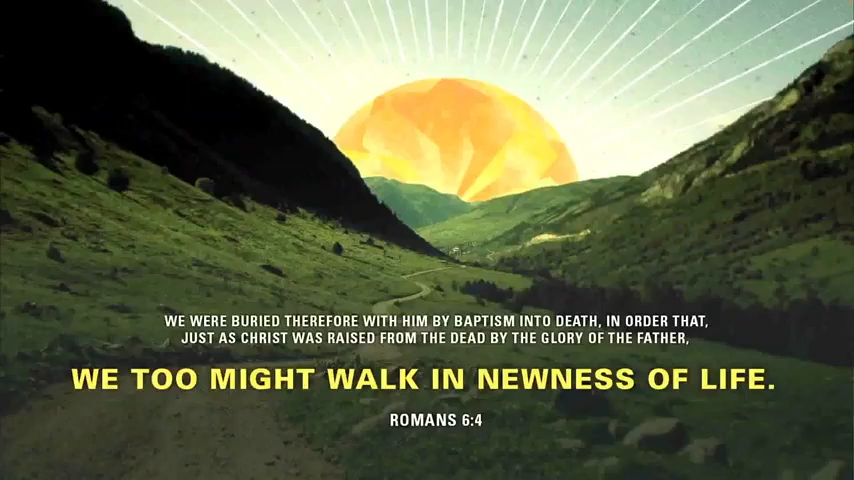 WE WERE BURIED THEREFORE WITH HIM BY BAPTISM INTO DEATH, IN ORDER THAT,
JUST AS CHRIST WAS RAISED FROM THE DEAD BY THE GLORY OF THE FATHER,
WE TOO MIGHT WALK IN NEWNESS OF LIFE.
ROMANS 6:4